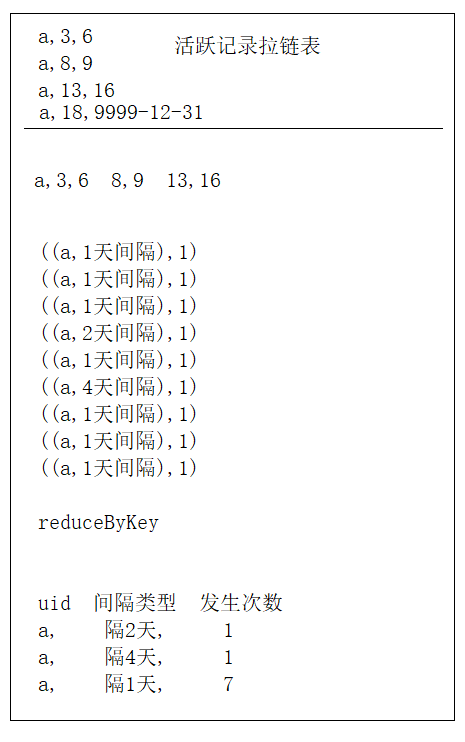 a,3,6
活跃记录拉链表
a,8,9
a,13,16
a,18,9999-12-31
a,3,6  8,9  13,16
((a,1天间隔),1)
((a,1天间隔),1)
((a,1天间隔),1)
((a,2天间隔),1)
((a,1天间隔),1)
((a,4天间隔),1)
((a,1天间隔),1)
((a,1天间隔),1)
((a,1天间隔),1)
reduceByKey
uid  间隔类型  发生次数
a,  隔2天,  1
a,  隔4天,  1
a,  隔1天,  7